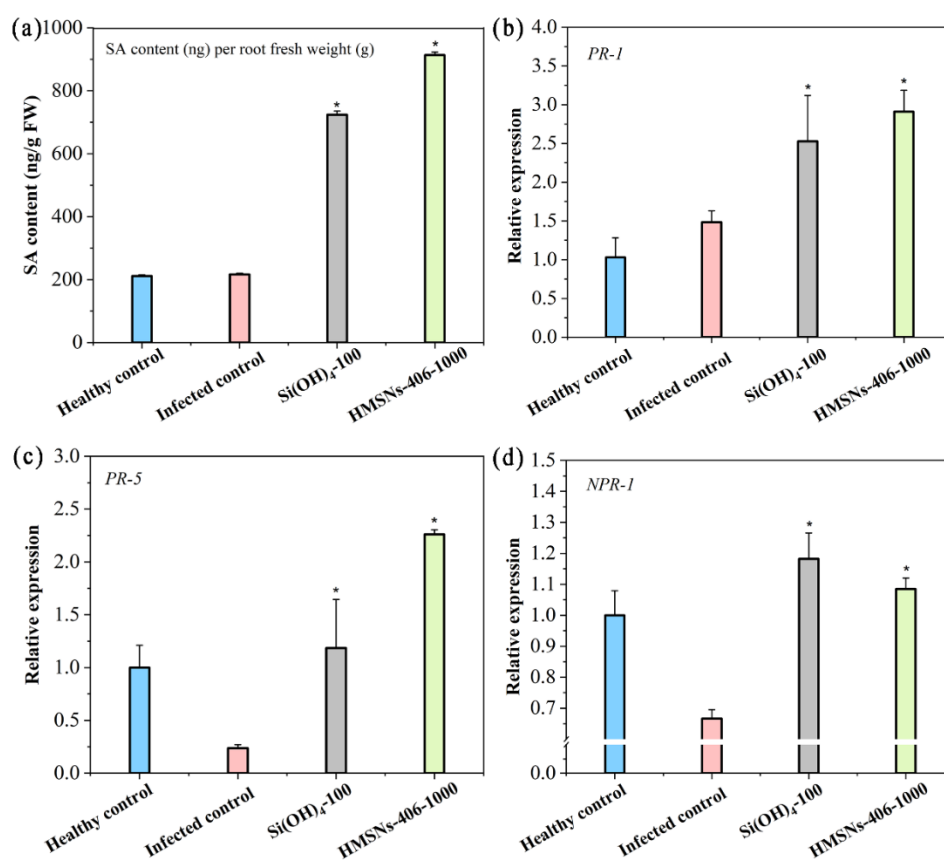 (a)
SA content (ng) per root fresh weight (g)
SA content (ng/g FW)
1000
800
600
400
200
0
*
*
Healthy control
Infected control
Si(OH)₄-100
HMSNs-406-1000
(b)
PR-1
Relative expression
4.0
3.5
3.0
2.5
2.0
1.5
1.0
0.5
0.0
*
*
Healthy control
Infected control
Si(OH)₄-100
HMSNs-406-1000
(c)
PR-5
Relative expression
3.0
2.5
2.0
1.5
1.0
0.5
0.0
*
*
Healthy control
Infected control
Si(OH)₄-100
HMSNs-406-1000
(d)
NPR-1
Relative expression
1.5
1.4
1.3
1.2
1.1
1.0
0.9
0.8
0.7
0.0
*
*
Healthy control
Infected control
Si(OH)₄-100
HMSNs-406-1000